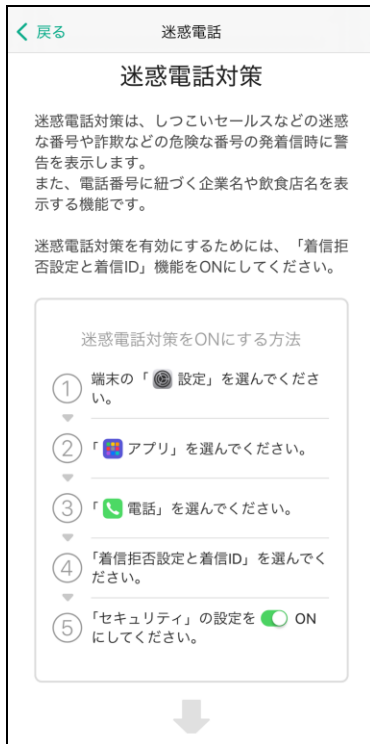 戻る
迷惑電話
迷惑電話対策
迷惑電話対策は、しつこいセールスなどの迷惑
な番号や詐欺などの危険な番号の発着信時に警
告を表示します。
また、電話番号に紐づく企業名や飲食店名を表
示する機能です。
迷惑電話対策を有効にするためには、「着信拒
否設定と着信ID」機能をONにしてください。
迷惑電話対策をONにする方法
① 端末の「 設定」を選んでくださ
い。
② 「 アプリ」を選んでください。
③ 「 電話」を選んでください。
④ 「着信拒否設定と着信ID」を選んでく
ださい。
⑤ 「セキュリティ」の設定を ON
にしてください。